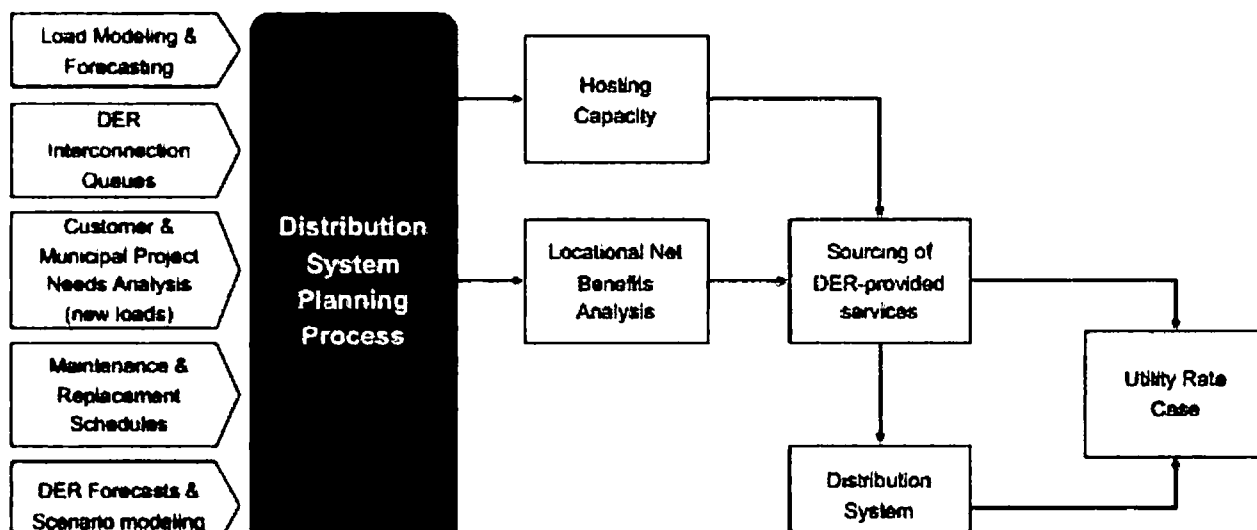 Load Modeling &
Forecasting
DER
Interconnection
Queues
Customer &
Municipal Project
Needs Analysis
(new loads)
Maintenance &
Replacement
Schedules
DER Forecasts &
Scenario modeling
Distribution
System
Planning
Process
Hosting
Capacity
Locational Net
Benefits
Analysis
Sourcing of
DER-provided
services
Distribution
System
Utility Rate
Case